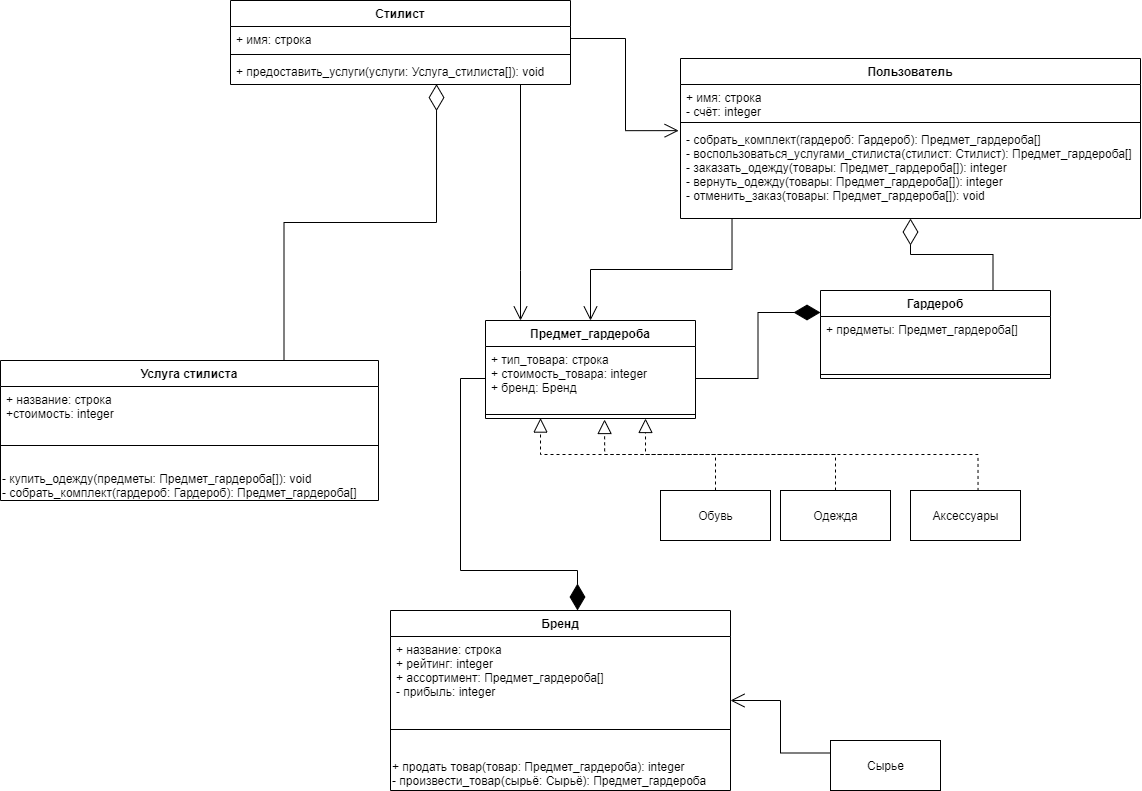 Стилист
+ имя: строка
+ предоставить_услуги(услуги: Услуга_стилиста[]): void
Пользователь
+ имя: строка
- счёт: integer
- собрать_комплект(гардероб: Гардероб): Предмет_гардероба[]
- воспользоваться_услугами_стилиста(стилист: Стилист): Предмет_гардероба[]
- заказать_одежду(товары: Предмет_гардероба[]): integer
- вернуть_одежду(товары: Предмет_гардероба[]): integer
- отменить_заказ(товары: Предмет_гардероба[]): void
Гардероб
+ предметы: Предмет_гардероба[]
Предмет_гардероба
+ тип_товара: строка
+ стоимость_товара: integer
+ бренд: Бренд
Услуга стилиста
+ название: строка
+стоимость: integer
- купить_одежду(предметы: Предмет_гардероба[]): void
- собрать_комплект(гардероб: Гардероб): Предмет_гардероба[]
Обувь
Одежда
Аксессуары
Бренд
+ название: строка
+ рейтинг: integer
+ ассортимент: Предмет_гардероба[]
- прибыль: integer
+ продать товар(товар: Предмет_гардероба): integer
- произвести_товар(сырьё: Сырьё): Предмет_гардероба
Сырье